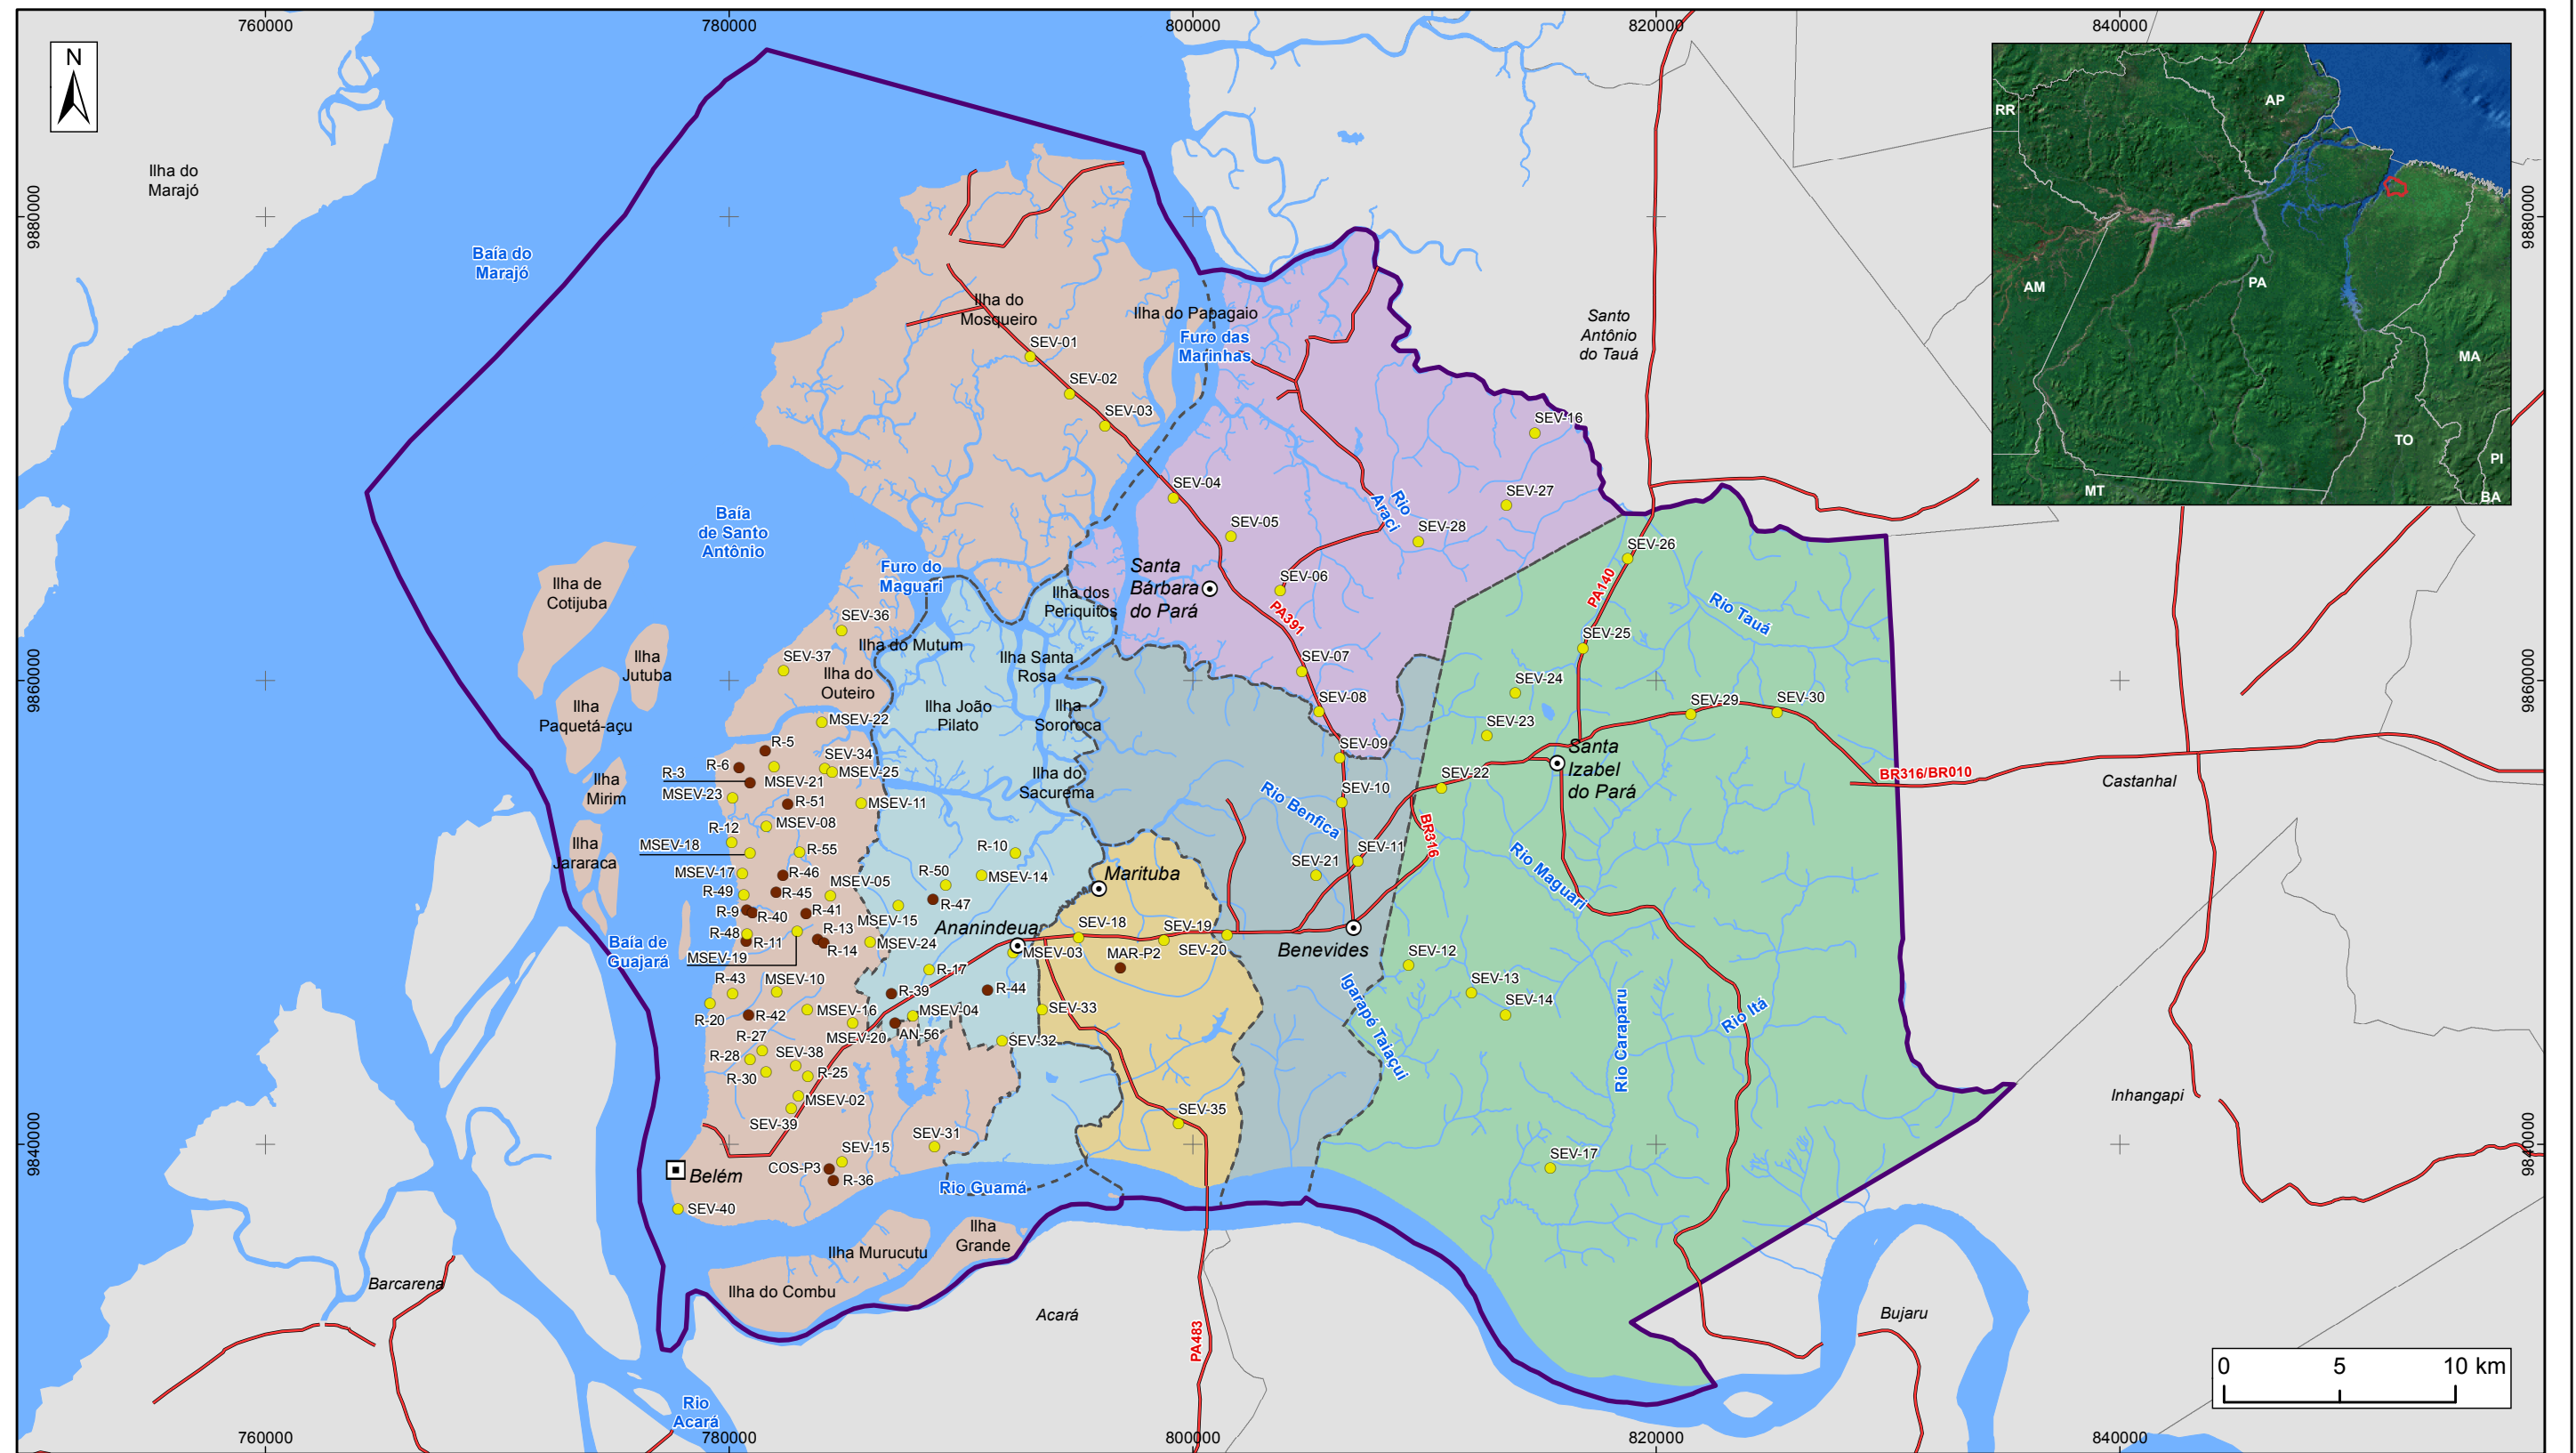 760000
780000
800000
820000
840000
N
Ilha do
Marajó
RR
AP
AM
PA
MA
TO
PI
MT
BA
9880000
9880000
Baía do
Marajó
Ilha do
Mosqueiro
Ilha do Papagaio
Furo das
Marinhas
Santo
Antônio
do Tauá
SEV-01
SEV-02
SEV-03
SEV-16
SEV-04
SEV-27
SEV-05
Rio
Araci
SEV-28
Baía
de Santo
Antônio
SEV-26
Furo do
Maguari
Santa
Bárbara
do Pará
SEV-06
PA140
Ilha de
Cotijuba
Ilha dos
Periquitos
PA391
Rio Tauá
SEV-36
SEV-25
Ilha do Mutum
SEV-37
Ilha Santa
Rosa
SEV-07
Ilha
Jutuba
Ilha do
Outeiro
SEV-24
9860000
9860000
SEV-08
SEV-29
SEV-30
Ilha
Paquetá-açu
Ilha João
Pilato
Ilha
Sororoca
MSEV-22
SEV-23
R-5
SEV-09
Santa
Izabel
do Pará
R-6
SEV-34
R-3
MSEV-21
MSEV-25
SEV-22
BR316/BR010
Castanhal
Ilha
Mirim
Ilha do
Sacurema
MSEV-23
R-51
MSEV-11
SEV-10
Rio Benfica
R-12
MSEV-08
BR316
MSEV-18
R-55
R-10
SEV-11
Ilha
Jararaca
SEV-21
Rio Maguari
MSEV-17
R-46
R-50
MSEV-14
Marituba
R-49
R-45
MSEV-05
R-47
R-9
R-40
R-41
MSEV-15
R-48
R-11
R-13
R-14
MSEV-24
Ananindeua
SEV-18
SEV-19
SEV-20
Benevides
Baía de
Guajará
MSEV-19
MSEV-03
MAR-P2
SEV-12
R-17
R-43
MSEV-10
R-39
R-44
SEV-13
SEV-14
Igarapé Taiaçui
R-20
R-42
MSEV-16
MSEV-04
SEV-33
Rio Caraparu
Rio Itá
R-27
MSEV-20
AN-56
SEV-32
R-28
SEV-38
R-30
R-25
MSEV-02
SEV-39
SEV-35
Inhangapi
9840000
9840000
SEV-31
SEV-15
COS-P3
R-36
SEV-17
Belém
Rio Guamá
SEV-40
Ilha
Grande
Ilha Murucutu
Ilha do Combu
Barcarena
Acará
Bujaru
PA483
Rio
Acará
0 5 10 km
760000
780000
800000
820000
840000